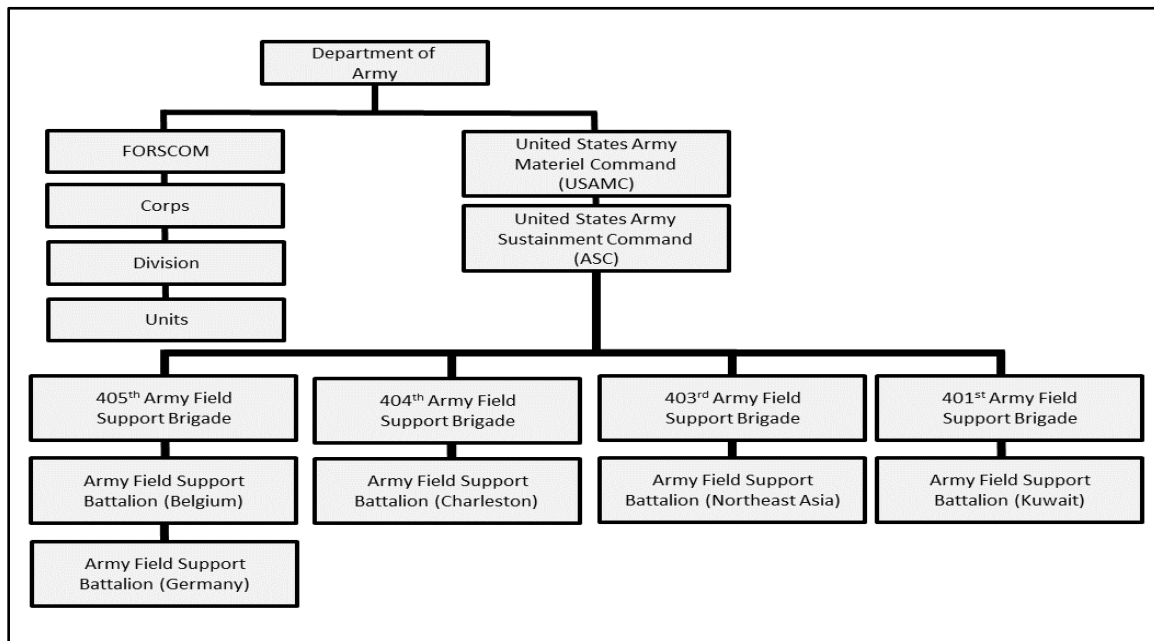 Department of
Army
FORSCOM
Corps
Division
Units
United States Army
Materiel Command
(USAMC)
United States Army
Sustainment Command
(ASC)
405th Army Field
Support Brigade
Army Field Support
Battalion (Belgium)
Army Field Support
Battalion (Germany)
404th Army Field
Support Brigade
Army Field Support
Battalion (Charleston)
403rd Army Field
Support Brigade
Army Field Support
Battalion (Northeast Asia)
401st Army Field
Support Brigade
Army Field Support
Battalion (Kuwait)